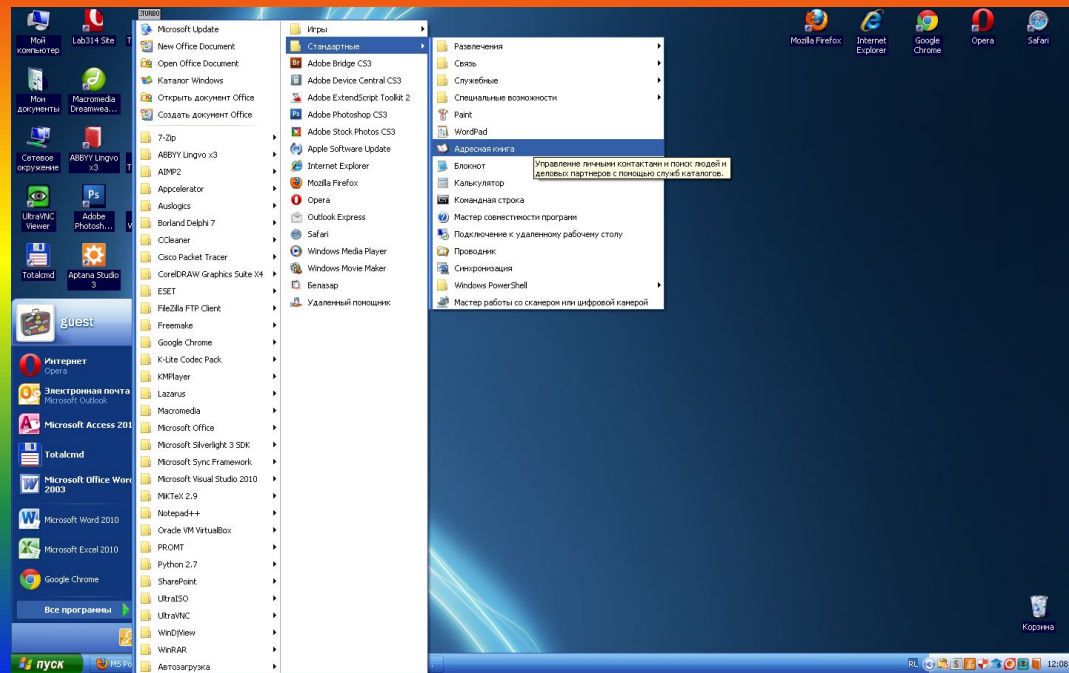 Мой
компьютер
Lab314 Site
Мои
документы
Macromedia
Dreamwea...
Сетевое
окружение
ABBYY Lingvo
x3
UltraVNC
Viewer
Adobe
Photosh...
Totalcmd
Aptana Studio
3
guest
Интернет
Opera
Электронная почта
Microsoft Outlook
Microsoft Access 201
Totalcmd
Microsoft Office Word
2003
Microsoft Word 2010
Microsoft Excel 2010
Google Chrome
Все программы
пуск
MS Po
TURBO
Microsoft Update
New Office Document
Open Office Document
Каталог Windows
Открыть документ Office
Создать документ Office
7-Zip
ABBYY Lingvo x3
AIMP2
Appcelerator
Auslogics
Borland Delphi 7
CCleaner
Cisco Packet Tracer
CorelDRAW Graphics Suite X4
ESET
FileZilla FTP Client
Freemake
Google Chrome
K-Lite Codec Pack
KMPlayer
Lazarus
Macromedia
Microsoft Office
Microsoft Silverlight 3 SDK
Microsoft Sync Framework
Microsoft Visual Studio 2010
MiKTeX 2.9
Notepad++
Oracle VM VirtualBox
PROMT
Python 2.7
SharePoint
UltraISO
UltraVNC
WinDjView
WinRAR
Автозагрузка
Игры
Стандартные
Adobe Bridge CS3
Adobe Device Central CS3
Adobe ExtendScript Toolkit 2
Adobe Photoshop CS3
Adobe Stock Photos CS3
Apple Software Update
Internet Explorer
Mozilla Firefox
Opera
Outlook Express
Safari
Windows Media Player
Windows Movie Maker
Белазар
Удаленный помощник
Развлечения
Связь
Служебные
Специальные возможности
Paint
WordPad
Адресная книга
Блокнот
Калькулятор
Командная строка
Мастер совместимости программ
Подключение к удаленному рабочему столу
Проводник
Синхронизация
Windows PowerShell
Мастер работы со сканером или цифровой камерой
Управление личными контактами и поиск людей и
деловых партнеров с помощью служб каталогов.
Mozilla Firefox
Internet
Explorer
Google
Chrome
Opera
Safari
Корзина
RU
12:08